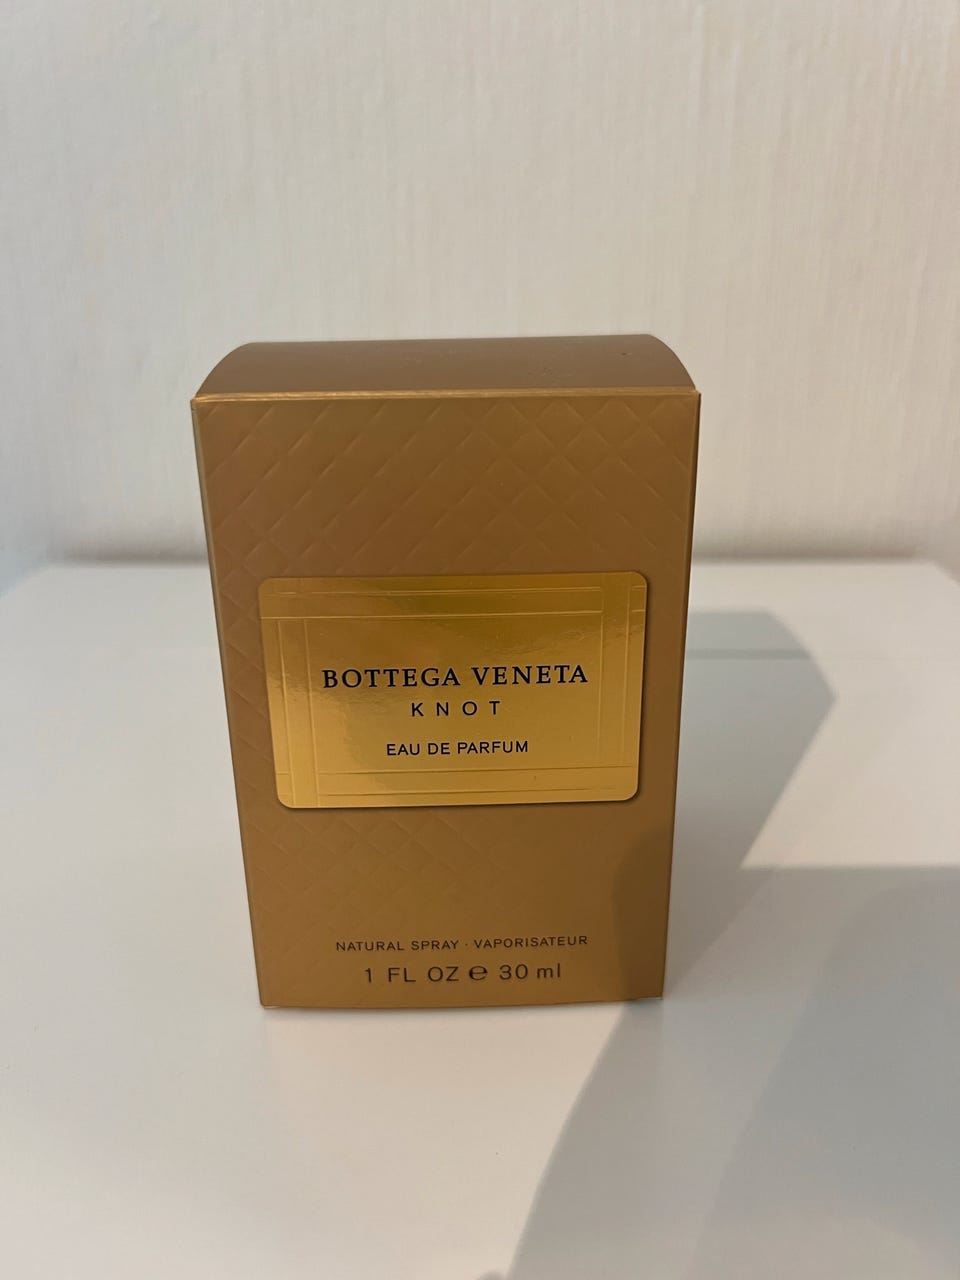 BOTTEGA VENETA
KNOT
EAU DE PARFUM
NATURAL SPRAY · VAPORISATEUR
1 FL OZ ℮ 30 ml